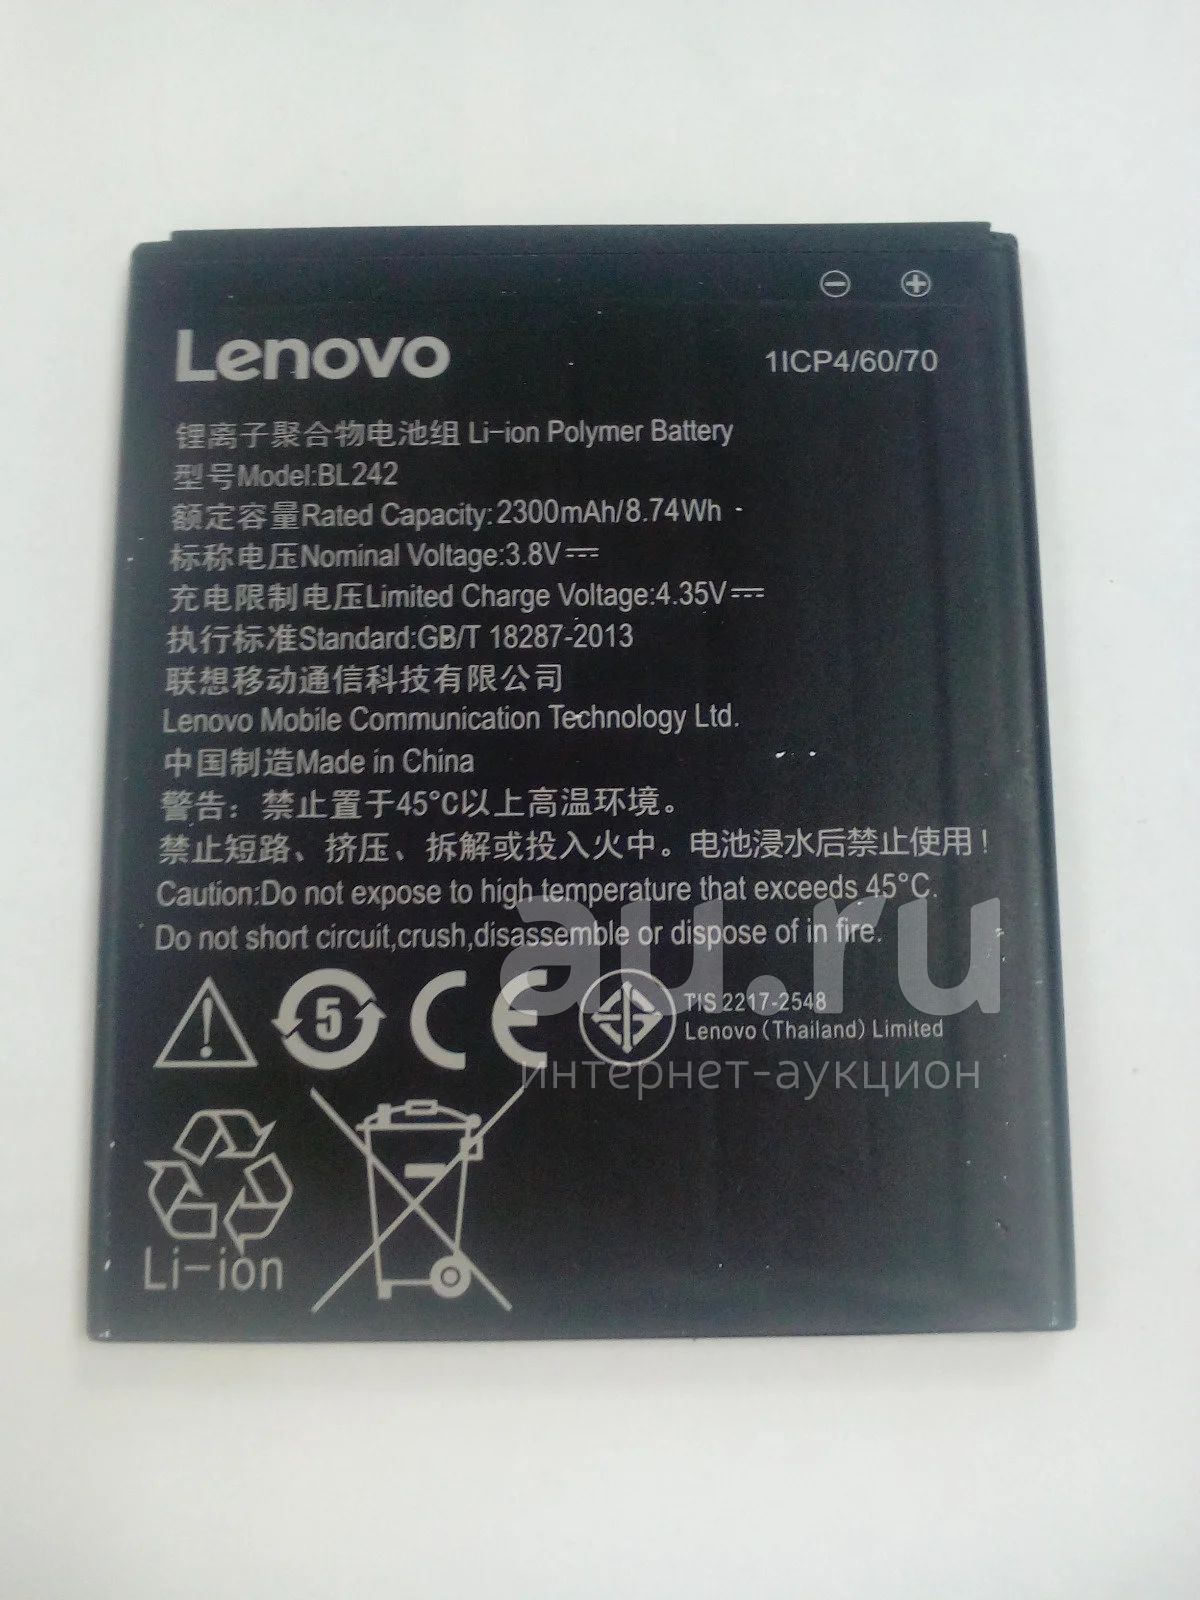 Lenovo
1ICP4/60/70
锂离子聚合物电池组 Li-ion Polymer Battery
型号Model:BL242
额定容量Rated Capacity:2300mAh/8.74Wh
标称电压Nominal Voltage:3.8V⎓
充电限制电压Limited Charge Voltage:4.35V⎓
执行标准Standard:GB/T 18287-2013
联想移动通信科技有限公司
Lenovo Mobile Communication Technology Ltd.
中国制造Made in China
警告：禁止置于45°C以上高温环境。
禁止短路、挤压、拆解或投入火中。电池浸水后禁止使用！
Caution:Do not expose to high temperature that exceeds 45°C.
Do not short circuit,crush,disassemble or dispose of in fire.
au.ru
5
CE
TIS 2217-2548
Lenovo (Thailand) Limited
интернет-аукцион
Li-ion